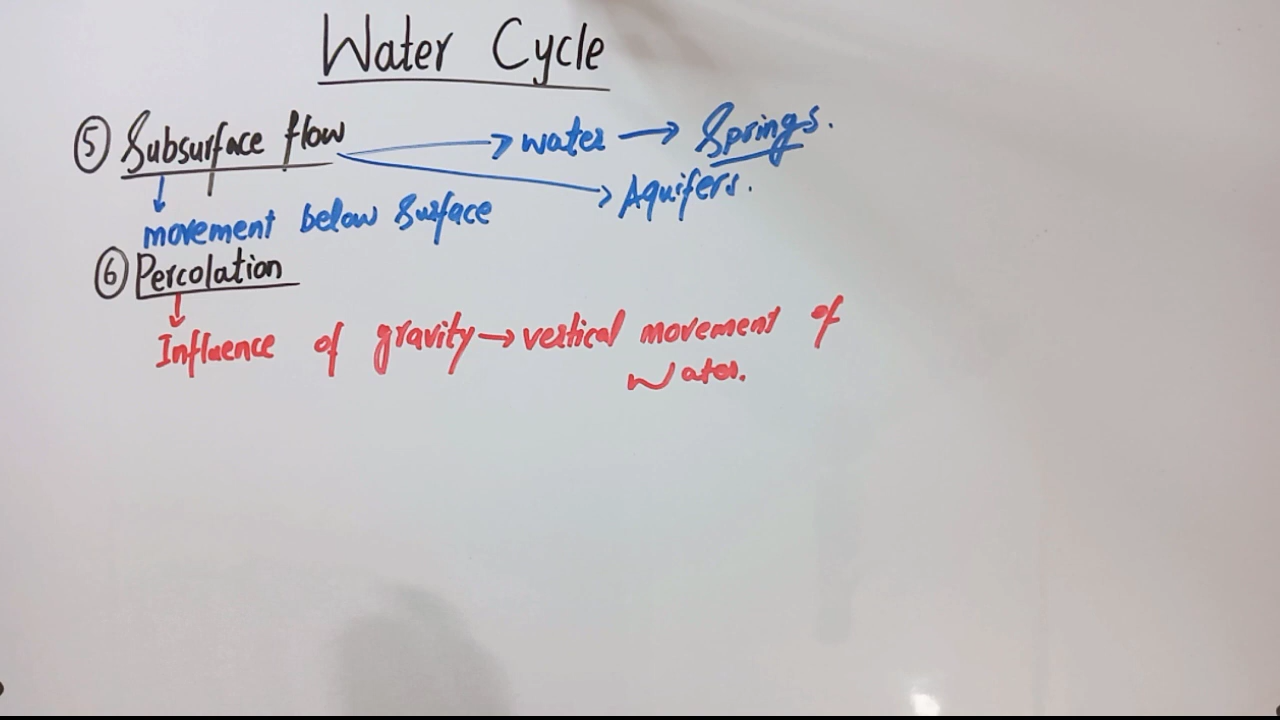 Water Cycle
⑤ Subsurface flow → water → Springs.
→ Aquifers.
↓
movement below Surface
⑥ Percolation
↓
Influence of gravity → vertical movement of
Water.